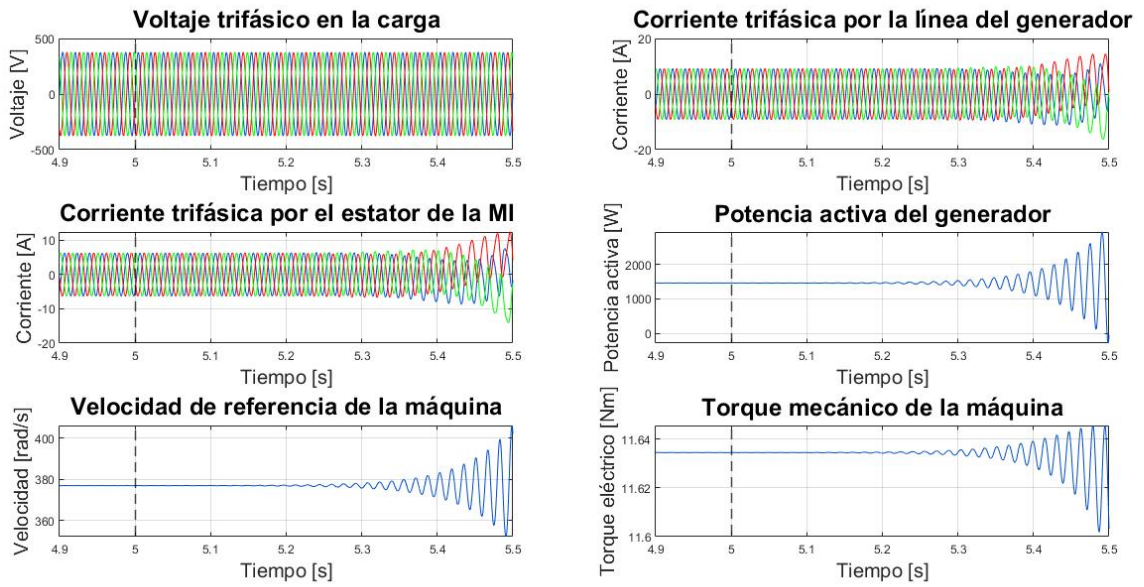 Voltaje trifásico en la carga
Voltaje [V]
500
0
-500
4.9 5 5.1 5.2 5.3 5.4 5.5
Tiempo [s]
Corriente trifásica por la línea del generador
Corriente [A]
20
0
-20
4.9 5 5.1 5.2 5.3 5.4 5.5
Tiempo [s]
Corriente trifásica por el estator de la MI
Corriente [A]
10
0
-10
-20
4.9 5 5.1 5.2 5.3 5.4 5.5
Tiempo [s]
Potencia activa del generador
Potencia activa [W]
2000
1000
0
4.9 5 5.1 5.2 5.3 5.4 5.5
Tiempo [s]
Velocidad de referencia de la máquina
Velocidad [rad/s]
400
380
360
4.9 5 5.1 5.2 5.3 5.4 5.5
Tiempo [s]
Torque mecánico de la máquina
Torque eléctrico [Nm]
11.64
11.62
11.6
4.9 5 5.1 5.2 5.3 5.4 5.5
Tiempo [s]